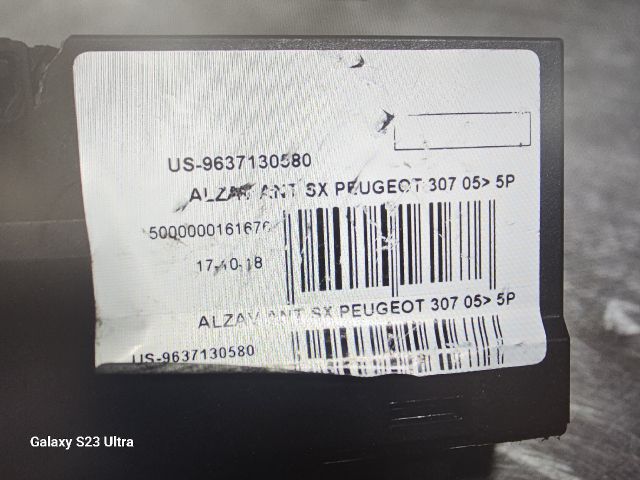 US-9637130580
ALZAV ANT SX PEUGEOT 307 05> 5P
5000000161676
17-10-18
ALZAV ANT SX PEUGEOT 307 05> 5P
US-9637130580
Galaxy S23 Ultra